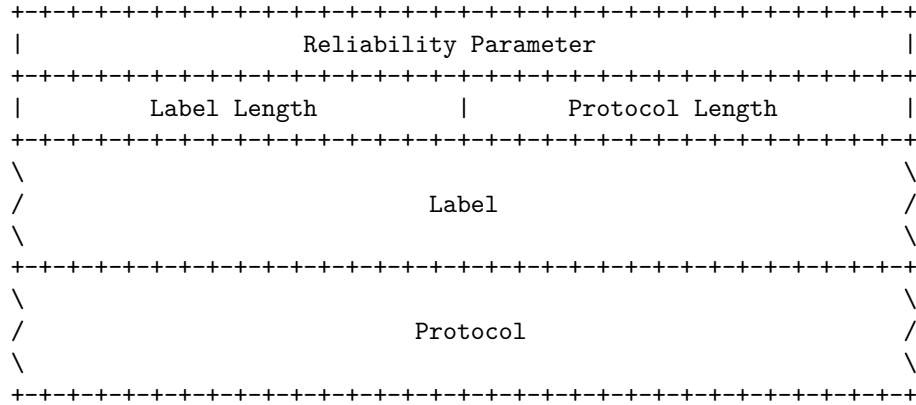 +-+-+-+-+-+-+-+-+-+-+-+-+-+-+-+-+-+-+-+-+-+-+-+-+-+-+-+-+-+-+-+-+
|                    Reliability Parameter                      |
+-+-+-+-+-+-+-+-+-+-+-+-+-+-+-+-+-+-+-+-+-+-+-+-+-+-+-+-+-+-+-+-+
|         Label Length          |       Protocol Length         |
+-+-+-+-+-+-+-+-+-+-+-+-+-+-+-+-+-+-+-+-+-+-+-+-+-+-+-+-+-+-+-+-+
\                                                               \
/                             Label                             /
\                                                               \
+-+-+-+-+-+-+-+-+-+-+-+-+-+-+-+-+-+-+-+-+-+-+-+-+-+-+-+-+-+-+-+-+
\                                                               \
/                            Protocol                           /
\                                                               \
+-+-+-+-+-+-+-+-+-+-+-+-+-+-+-+-+-+-+-+-+-+-+-+-+-+-+-+-+-+-+-+-+